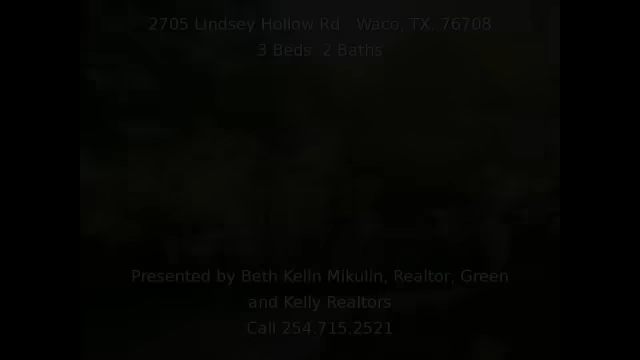 2705 Lindsey Hollow Rd   Waco, TX, 76708
3 Beds  2 Baths
Presented by Beth Kelln Mikulin, Realtor, Green
and Kelly Realtors
Call 254.715.2521